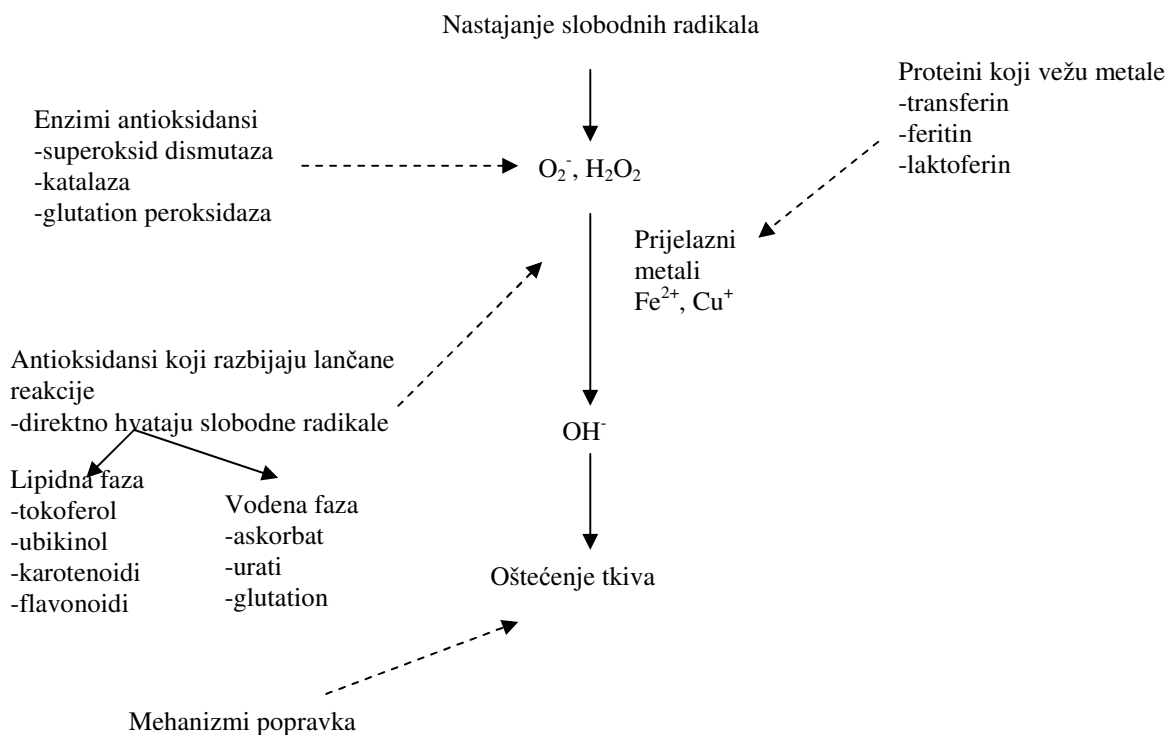 Nastajanje slobodnih radikala
Proteini koji vežu metale
-transferin
-feritin
-laktoferin
Enzimi antioksidansi
-superoksid dismutaza
-katalaza
-glutation peroksidaza
O₂⁻, H₂O₂
Prijelazni
metali
Fe²⁺, Cu⁺
Antioksidansi koji razbijaju lančane
reakcije
-direktno hvataju slobodne radikale
OH⁻
Lipidna faza
-tokoferol
-ubikinol
-karotenoidi
-flavonoidi
Vodena faza
-askorbat
-urati
-glutation
Oštećenje tkiva
Mehanizmi popravka